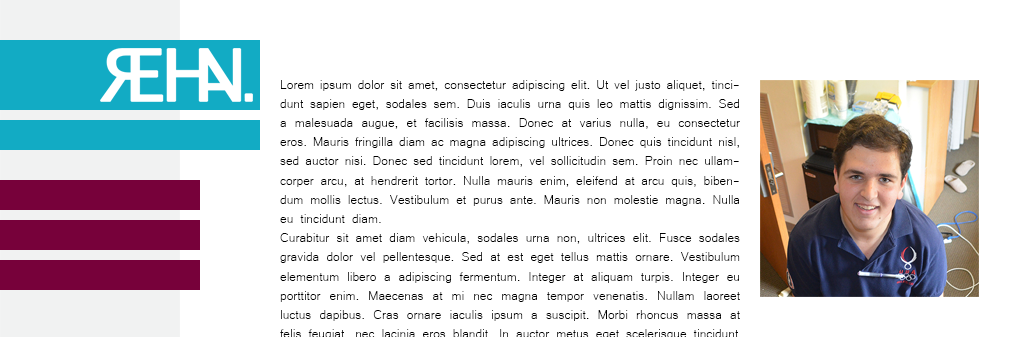 REHN.
Lorem ipsum dolor sit amet, consectetur adipiscing elit. Ut vel justo aliquet, tinci-
dunt sapien eget, sodales sem. Duis iaculis urna quis leo mattis dignissim. Sed
a malesuada augue, et facilisis massa. Donec at varius nulla, eu consectetur
eros. Mauris fringilla diam ac magna adipiscing ultrices. Donec quis tincidunt nisl,
sed auctor nisi. Donec sed tincidunt lorem, vel sollicitudin sem. Proin nec ullam-
corper arcu, at hendrerit tortor. Nulla mauris enim, eleifend at arcu quis, biben-
dum mollis lectus. Vestibulum et purus ante. Mauris non molestie magna. Nulla
eu tincidunt diam.
Curabitur sit amet diam vehicula, sodales urna non, ultrices elit. Fusce sodales
gravida dolor vel pellentesque. Sed at est eget tellus mattis ornare. Vestibulum
elementum libero a adipiscing fermentum. Integer at aliquam turpis. Integer eu
porttitor enim. Maecenas at mi nec magna tempor venenatis. Nullam laoreet
luctus dapibus. Cras ornare iaculis ipsum a suscipit. Morbi rhoncus massa at
felis feugiat, nec lacinia eros blandit. In auctor metus eget scelerisque tincidunt